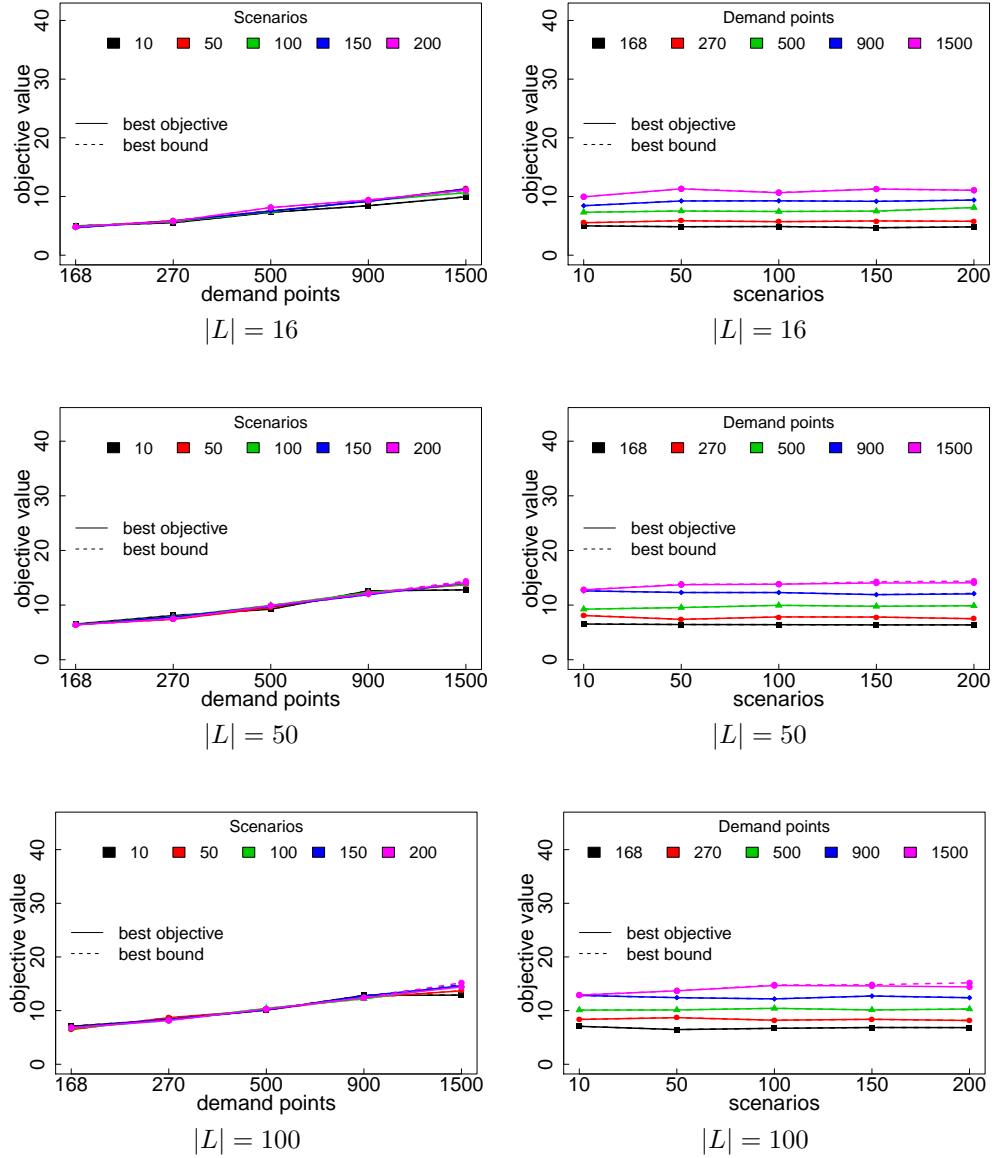 Scenarios
10 50 100 150 200
best objective
best bound
objective value
0 10 20 30 40
168 270 500 900 1500
demand points
|L| = 16
Demand points
168 270 500 900 1500
best objective
best bound
objective value
0 10 20 30 40
10 50 100 150 200
scenarios
|L| = 16
Scenarios
10 50 100 150 200
best objective
best bound
objective value
0 10 20 30 40
168 270 500 900 1500
demand points
|L| = 50
Demand points
168 270 500 900 1500
best objective
best bound
objective value
0 10 20 30 40
10 50 100 150 200
scenarios
|L| = 50
Scenarios
10 50 100 150 200
best objective
best bound
objective value
0 10 20 30 40
168 270 500 900 1500
demand points
|L| = 100
Demand points
168 270 500 900 1500
best objective
best bound
objective value
0 10 20 30 40
10 50 100 150 200
scenarios
|L| = 100